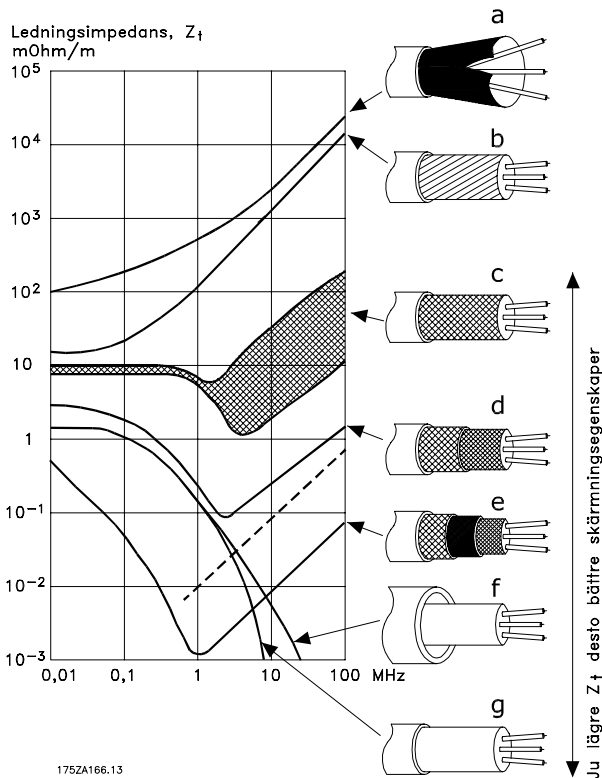 Ledningsimpedans, Zt
mOhm/m
10⁵
10⁴
10³
10²
10
1
10⁻¹
10⁻²
10⁻³
0,01 0,1 1 10 100 MHz
a
b
c
d
e
f
g
Ju lägre Zt desto bättre skärmningsegenskaper
175ZA166.13